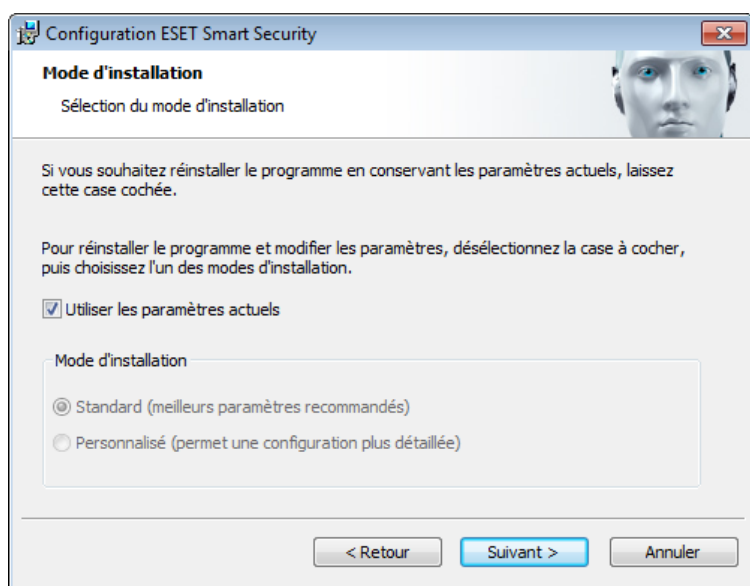 Configuration ESET Smart Security
Mode d'installation
Sélection du mode d'installation
Si vous souhaitez réinstaller le programme en conservant les paramètres actuels, laissez
cette case cochée.
Pour réinstaller le programme et modifier les paramètres, désélectionnez la case à cocher,
puis choisissez l'un des modes d'installation.
Utiliser les paramètres actuels
Mode d'installation
Standard (meilleurs paramètres recommandés)
Personnalisé (permet une configuration plus détaillée)
< Retour
Suivant >
Annuler